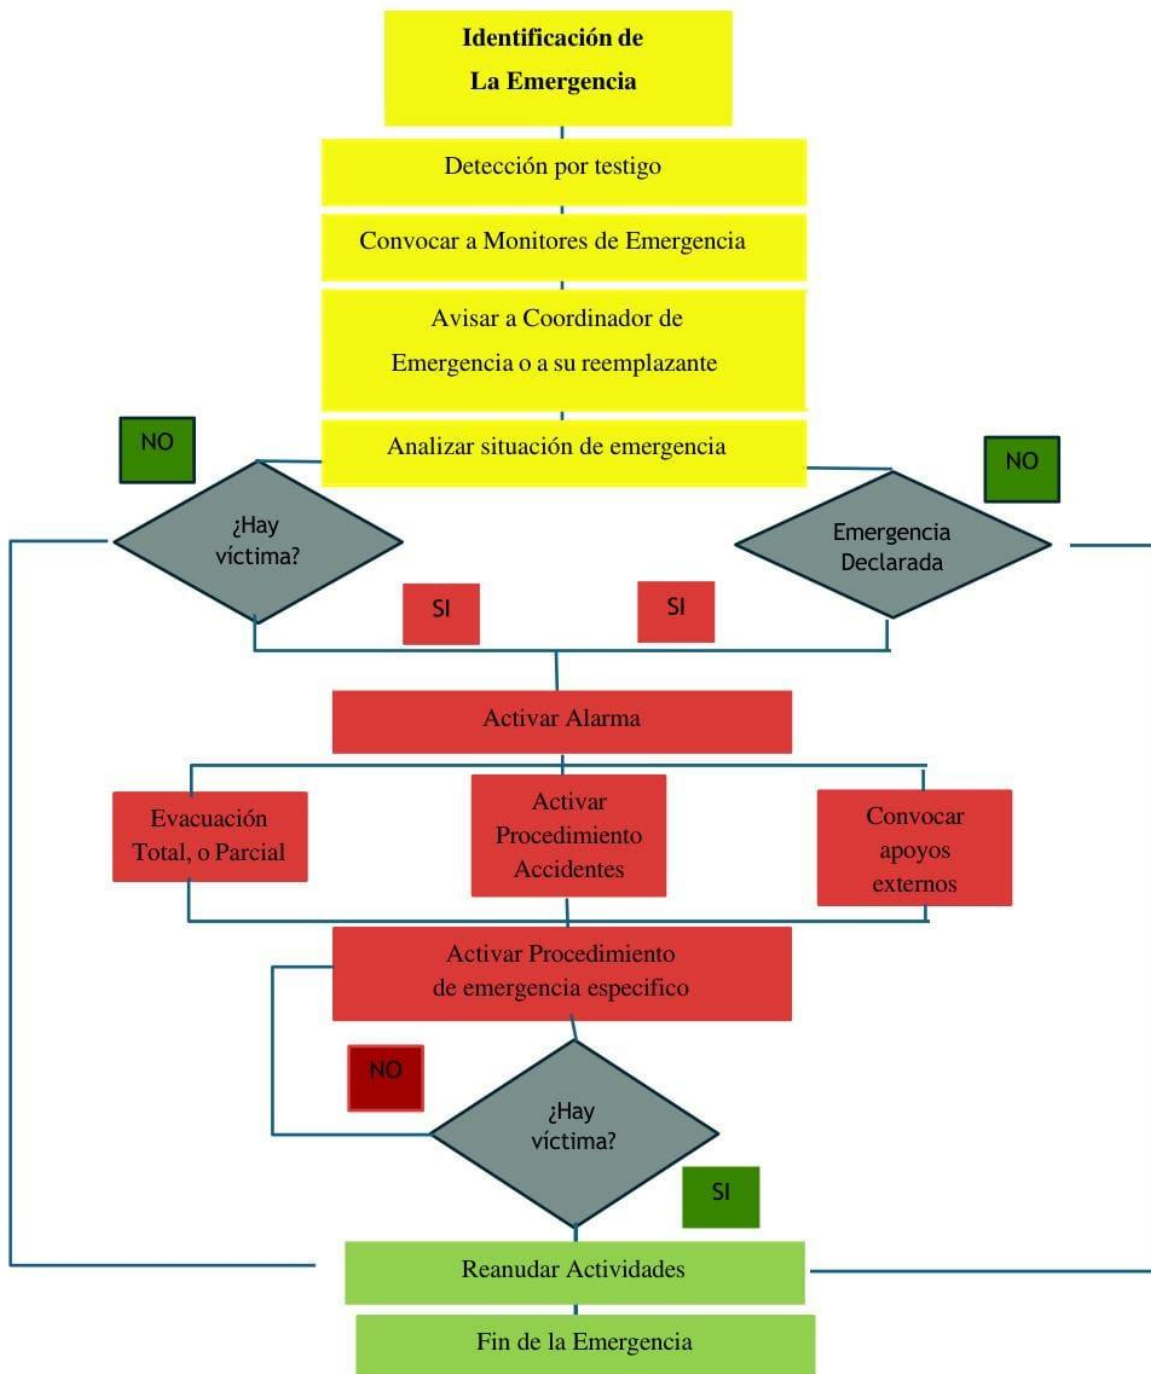 Identificación de
La Emergencia
Detección por testigo
Convocar a Monitores de Emergencia
Avisar a Coordinador de
Emergencia o a su reemplazante
Analizar situación de emergencia
NO
NO
¿Hay
víctima?
Emergencia
Declarada
SI
SI
Activar Alarma
Evacuación
Total, o Parcial
Activar
Procedimiento
Accidentes
Convocar
apoyos
externos
Activar Procedimiento
de emergencia especifico
NO
¿Hay
víctima?
SI
Reanudar Actividades
Fin de la Emergencia